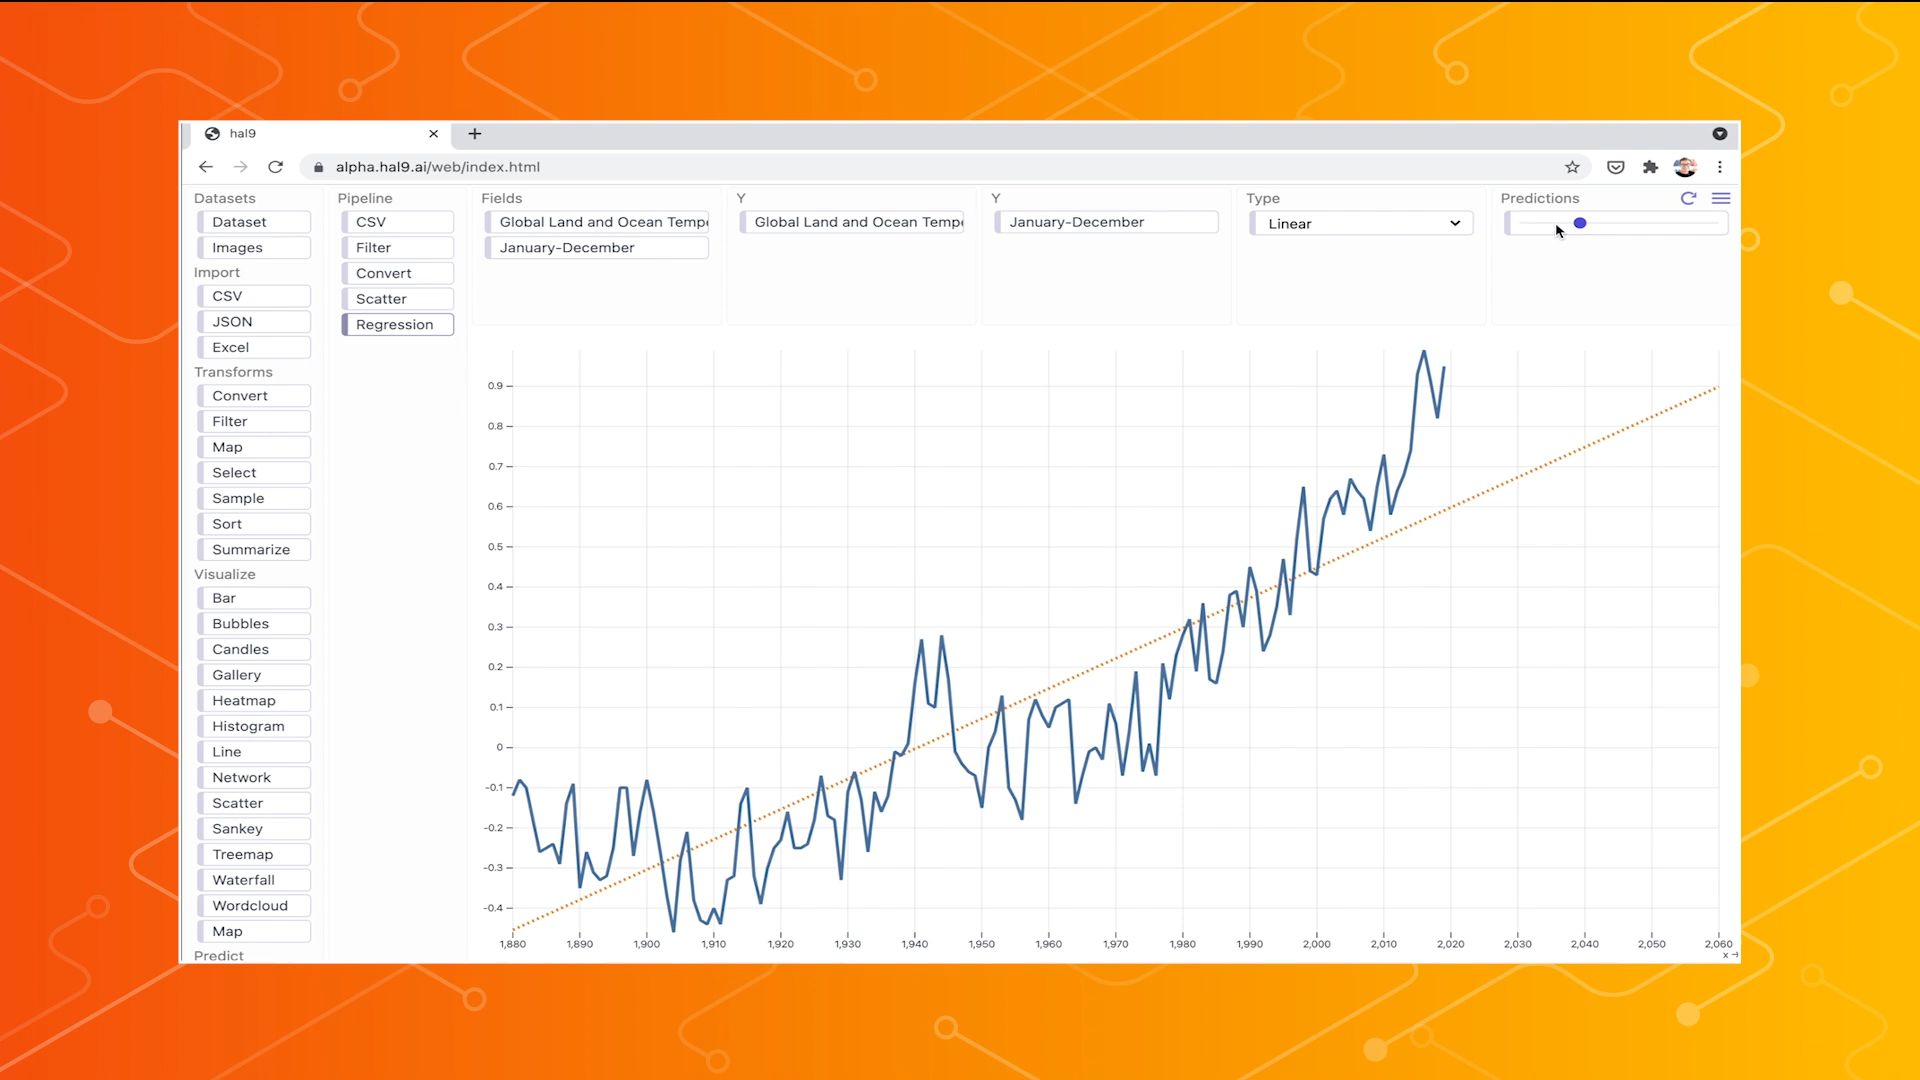 hal9
alpha.hal9.ai/web/index.html
Datasets
Dataset
Images
Import
CSV
JSON
Excel
Transforms
Convert
Filter
Map
Select
Sample
Sort
Summarize
Visualize
Bar
Bubbles
Candles
Gallery
Heatmap
Histogram
Line
Network
Scatter
Sankey
Treemap
Waterfall
Wordcloud
Map
Predict
Pipeline
CSV
Filter
Convert
Scatter
Regression
Fields
Global Land and Ocean Tempe
January-December
Y
Global Land and Ocean Tempe
Y
January-December
Type
Linear
Predictions
0.9
0.8
0.7
0.6
0.5
0.4
0.3
0.2
0.1
0
-0.1
-0.2
-0.3
-0.4
1,880 1,890 1,900 1,910 1,920 1,930 1,940 1,950 1,960 1,970 1,980 1,990 2,000 2,010 2,020 2,030 2,040 2,050 2,060
x →